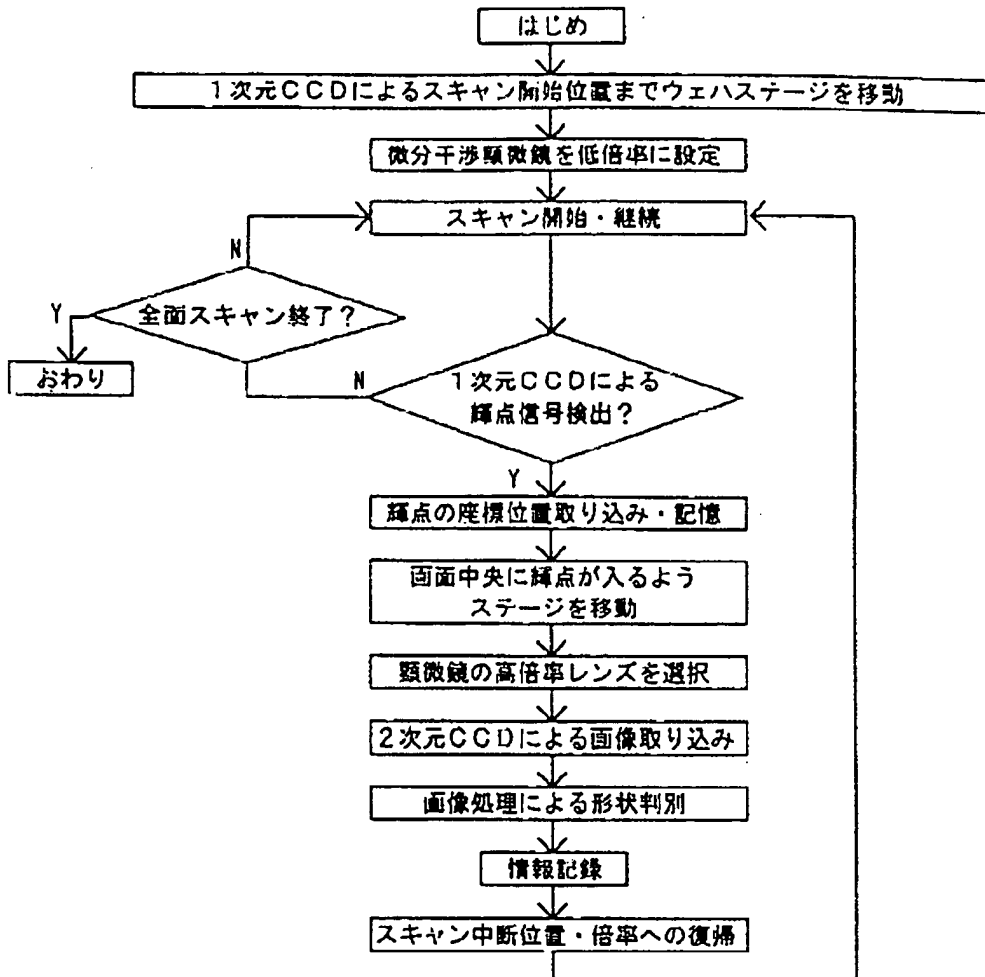 はじめ
1次元CCDによるスキャン開始位置までウェハステージを移動
微分干渉顕微鏡を低倍率に設定
スキャン開始・継続
N
Y
全面スキャン終了?
おわり
N
1次元CCDによる
輝点信号検出?
Y
輝点の座標位置取り込み・記憶
画面中央に輝点が入るよう
ステージを移動
顕微鏡の高倍率レンズを選択
2次元CCDによる画像取り込み
画像処理による形状判別
情報記録
スキャン中断位置・倍率への復帰